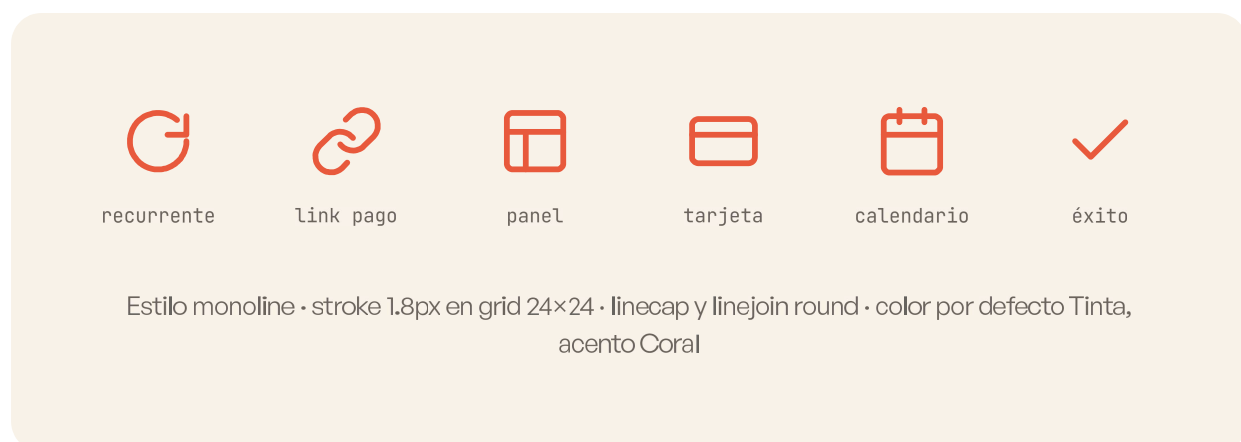 recurrente link pago panel tarjeta calendario éxito
Estilo monoline · stroke 1.8px en grid 24×24 · linecap y linejoin round · color por defecto Tinta,
acento Coral